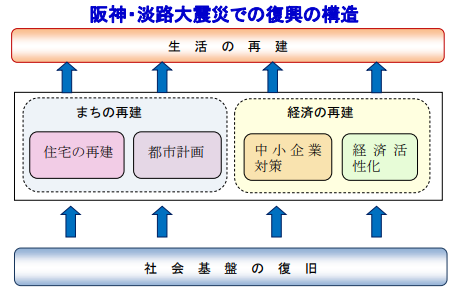 阪神・淡路大震災での復興の構造
生活の再建
まちの再建
経済の再建
住宅の再建
都市計画
中小企業
対策
経済活
性化
社会基盤の復旧